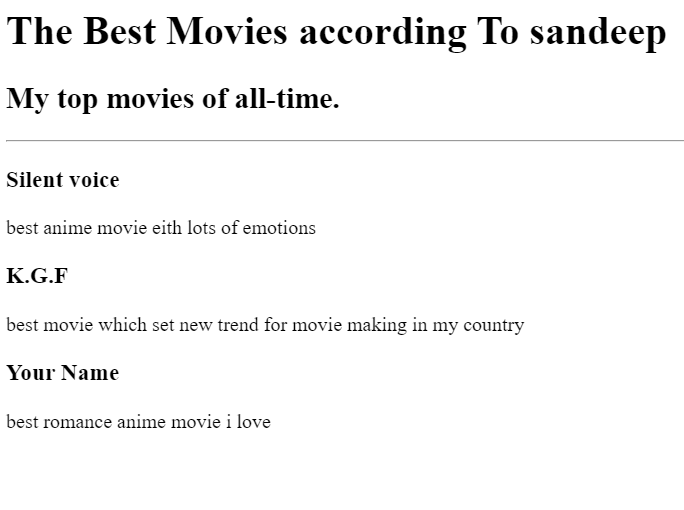 The Best Movies according To sandeep
My top movies of all-time.
Silent voice
best anime movie eith lots of emotions
K.G.F
best movie which set new trend for movie making in my country
Your Name
best romance anime movie i love